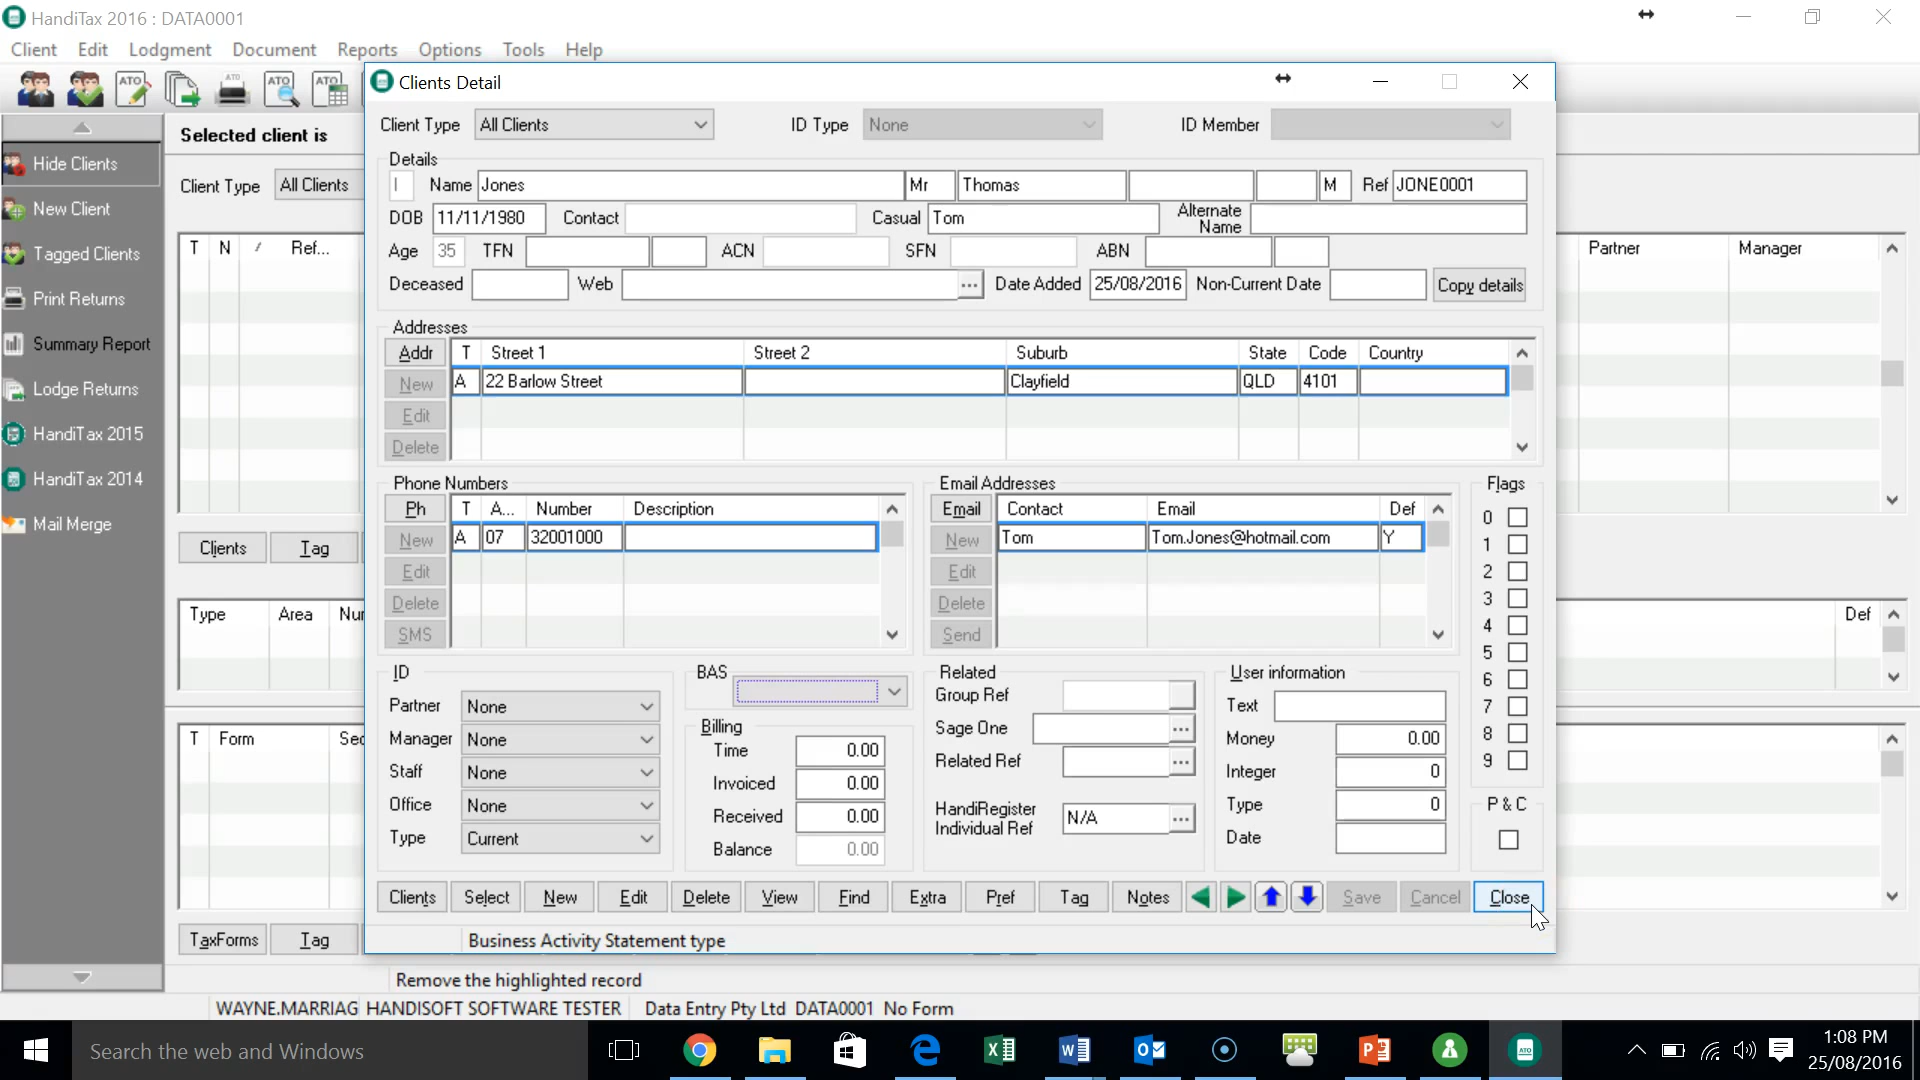 HandiTax 2016 : DATA0001
Client Edit Lodgment Document Reports Options Tools Help
ATO ATO ATO ATO
Hide Clients
New Client
Tagged Clients
Print Returns
Summary Report
Lodge Returns
HandiTax 2015
HandiTax 2014
Mail Merge
Selected client is
Client Type All Clients
T N / Ref...
Clients Tag
Type Area Nur
T Form Sec
TaxForms Tag
Partner Manager
Def
Clients Detail
Client Type All Clients ID Type None ID Member
Details
I Name Jones Mr Thomas M Ref JONE0001
DOB 11/11/1980 Contact Casual Tom Alternate Name
Age 35 TFN ACN SFN ABN
Deceased Web ... Date Added 25/08/2016 Non-Current Date Copy details
Addresses
Addr T Street 1 Street 2 Suburb State Code Country
New A 22 Barlow Street Clayfield QLD 4101
Edit
Delete
Phone Numbers
Ph T A... Number Description
New A 07 32001000
Edit
Delete
SMS
Email Addresses
Email Contact Email Def
New Tom Tom.Jones@hotmail.com Y
Edit
Delete
Send
Flags
0
1
2
3
4
5
6
7
8
9
P & C
ID
Partner None
Manager None
Staff None
Office None
Type Current
BAS
Billing
Time 0.00
Invoiced 0.00
Received 0.00
Balance 0.00
Related
Group Ref
Sage One ...
Related Ref ...
HandiRegister
Individual Ref N/A ...
User information
Text
Money 0.00
Integer 0
Type 0
Date
Clients Select New Edit Delete View Find Extra Pref Tag Notes Save Cancel Close
Business Activity Statement type
Remove the highlighted record
WAYNE.MARRIAG HANDISOFT SOFTWARE TESTER Data Entry Pty Ltd DATA0001 No Form
Search the web and Windows
1:08 PM
25/08/2016